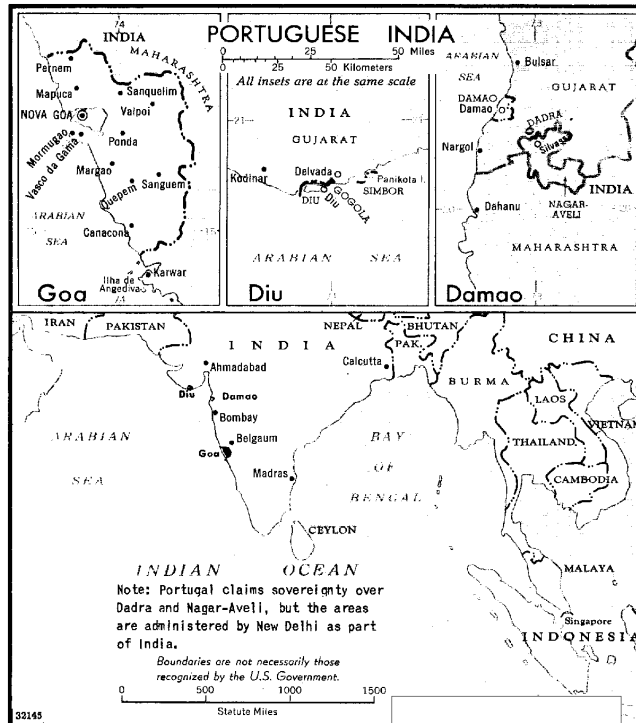 PORTUGUESE INDIA
0 25 50 Miles
0 25 50 Kilometers
All insets are at the same scale
74
INDIA
MAHARASHTRA
Pernem
Mapuca
Sanquelim
Valpoi
NOVA GOA
Mormugao
Vasco da Gama
Ponda
Margao
Quepem
Sanguem
ARABIAN
SEA
Canacona
15
Karwar
Ilha de
Angediva
74
Goa
INDIA
21
GUJARAT
Delvada
Kodinar
Panikota I.
SIMBOR
GOGOLA
DIU
Diu
ARABIAN SEA
71
Diu
ARABIAN
SEA
Bulsar
GUJARAT
DAMAO
Damao
DADRA
Silvassa
Nargol
INDIA
NAGAR-
AVELI
Dahanu
20
MAHARASHTRA
Damao
IRAN
PAKISTAN
INDIA
NEPAL
BHUTAN
PAK.
CHINA
Ahmadabad
Calcutta
BURMA
Diu
Damao
LAOS
Bombay
VIETNAM
ARABIAN
SEA
Belgaum
Goa
BAY
OF
BENGAL
THAILAND
Madras
CAMBODIA
CEYLON
INDIAN OCEAN
MALAYA
Singapore
INDONESIA
Note: Portugal claims sovereignty over
Dadra and Nagar-Aveli, but the areas
are administered by New Delhi as part
of India.
Boundaries are not necessarily those
recognized by the U.S. Government.
0 500 1000 1500
Statute Miles
32145